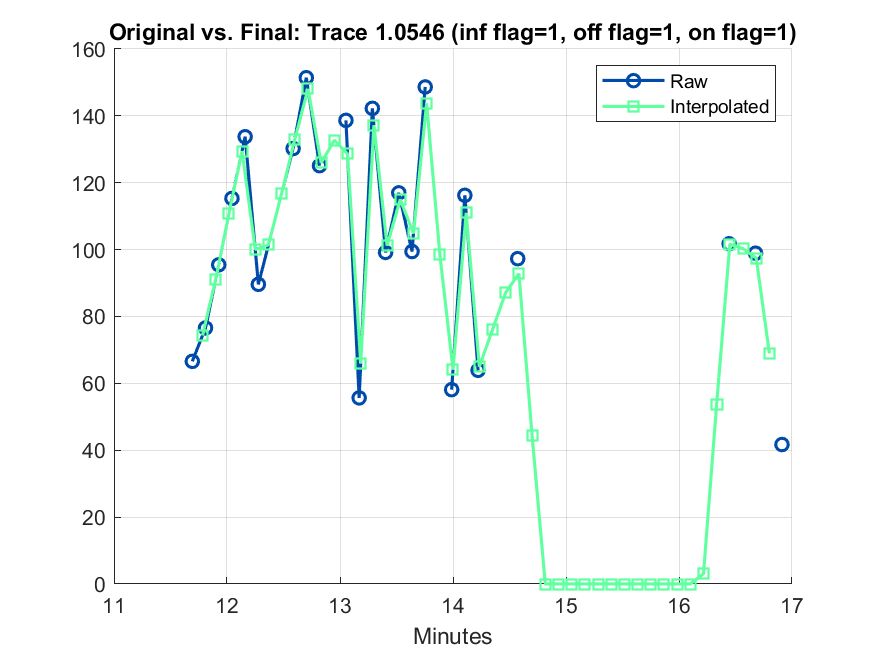 Original vs. Final: Trace 1.0546 (inf flag=1, off flag=1, on flag=1)
160
140
120
100
80
60
40
20
0
Raw
Interpolated
11 12 13 14 15 16 17
Minutes